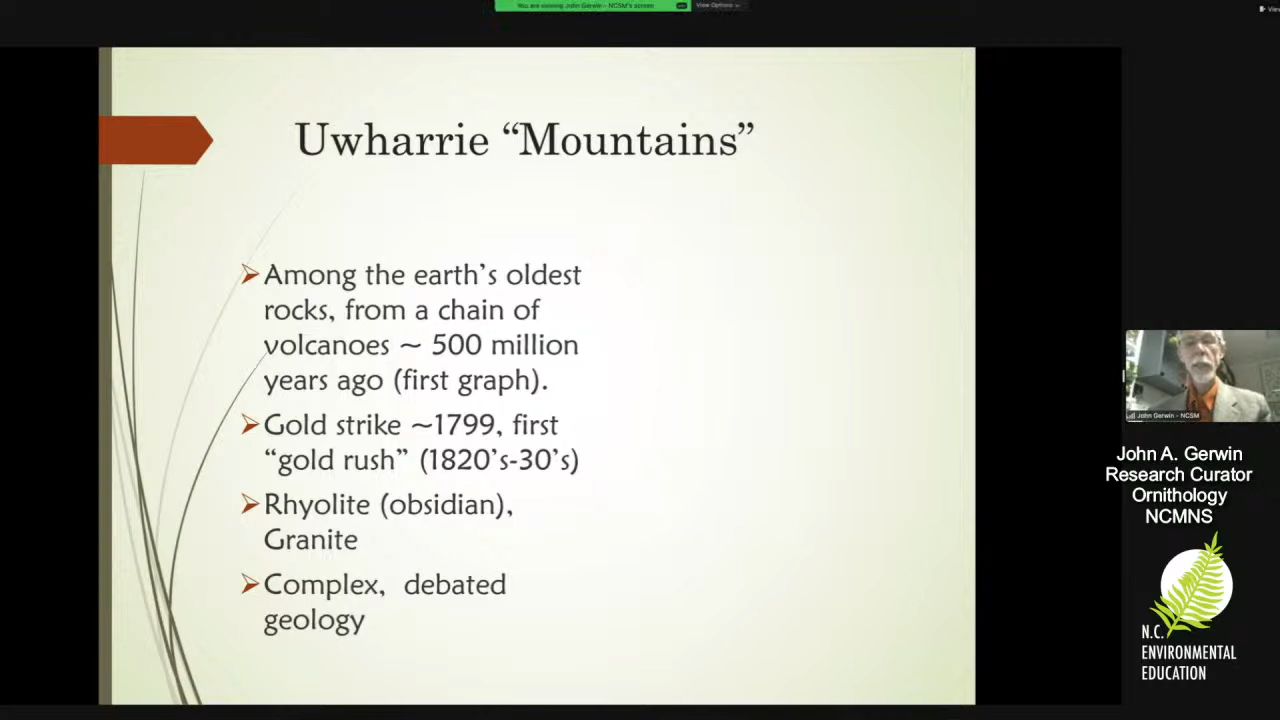 You are viewing John Gerwin - NCSM's screen
View Options
View
Uwharrie “Mountains”
Among the earth’s oldest
rocks, from a chain of
volcanoes ~ 500 million
years ago (first graph).
Gold strike ~1799, first
“gold rush” (1820’s-30’s)
Rhyolite (obsidian),
Granite
Complex, debated
geology
John Gerwin - NCSM
John A. Gerwin
Research Curator
Ornithology
NCMNS
N.C.
ENVIRONMENTAL
EDUCATION